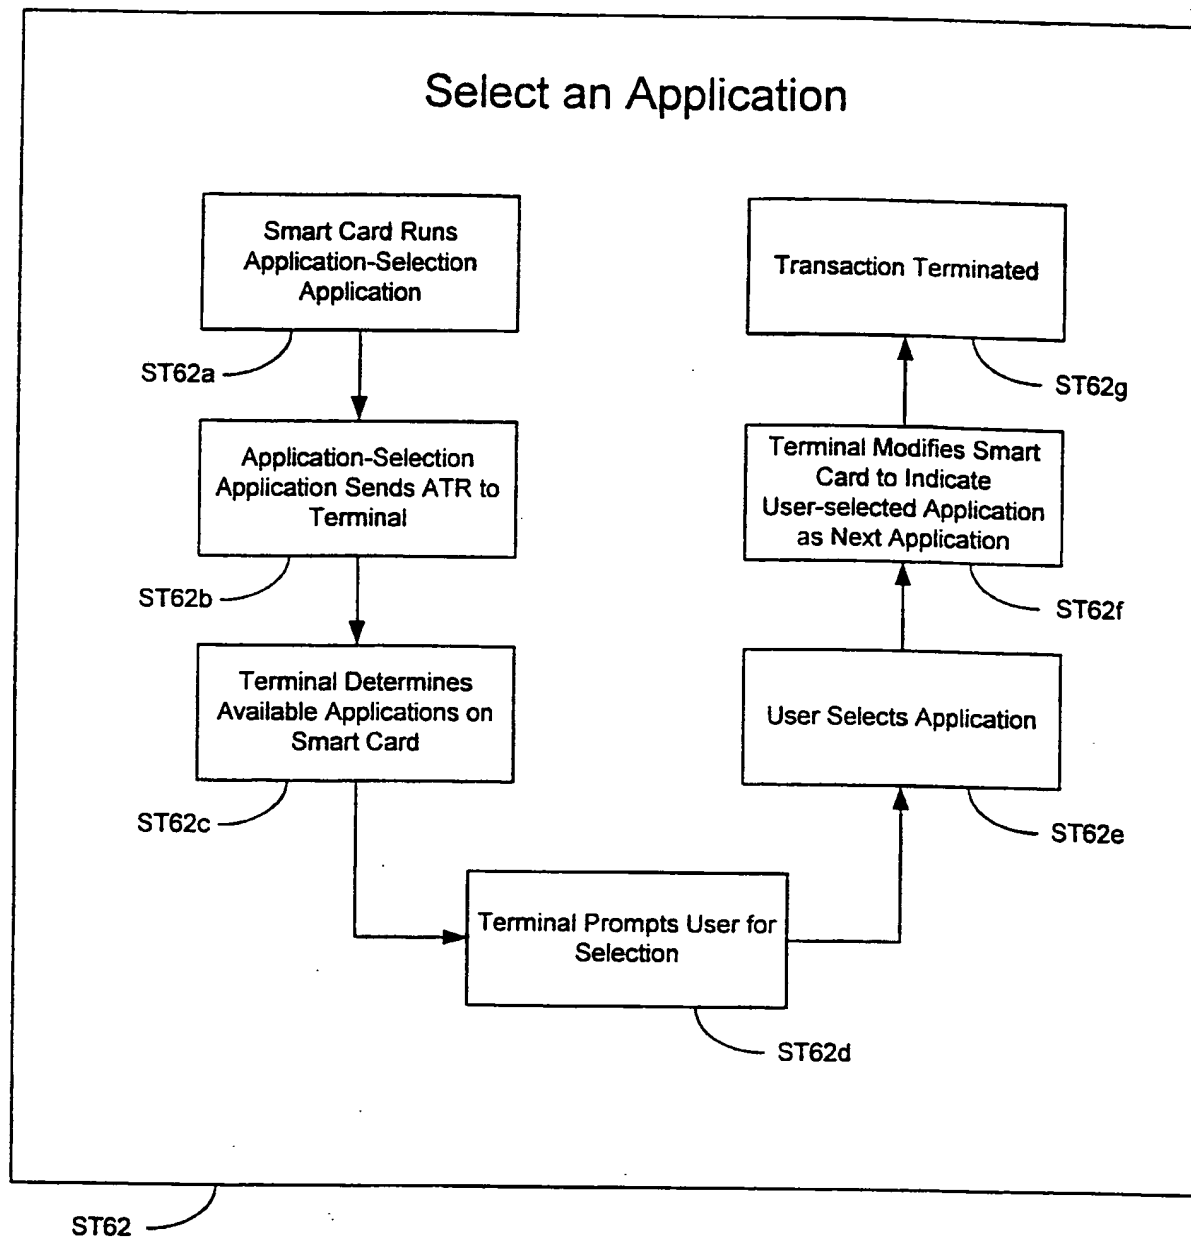 Select an Application
Smart Card Runs
Application-Selection
Application
ST62a
Application-Selection
Application Sends ATR to
Terminal
ST62b
Terminal Determines
Available Applications on
Smart Card
ST62c
Terminal Prompts User for
Selection
ST62d
User Selects Application
ST62e
Terminal Modifies Smart
Card to Indicate
User-selected Application
as Next Application
ST62f
Transaction Terminated
ST62g
ST62